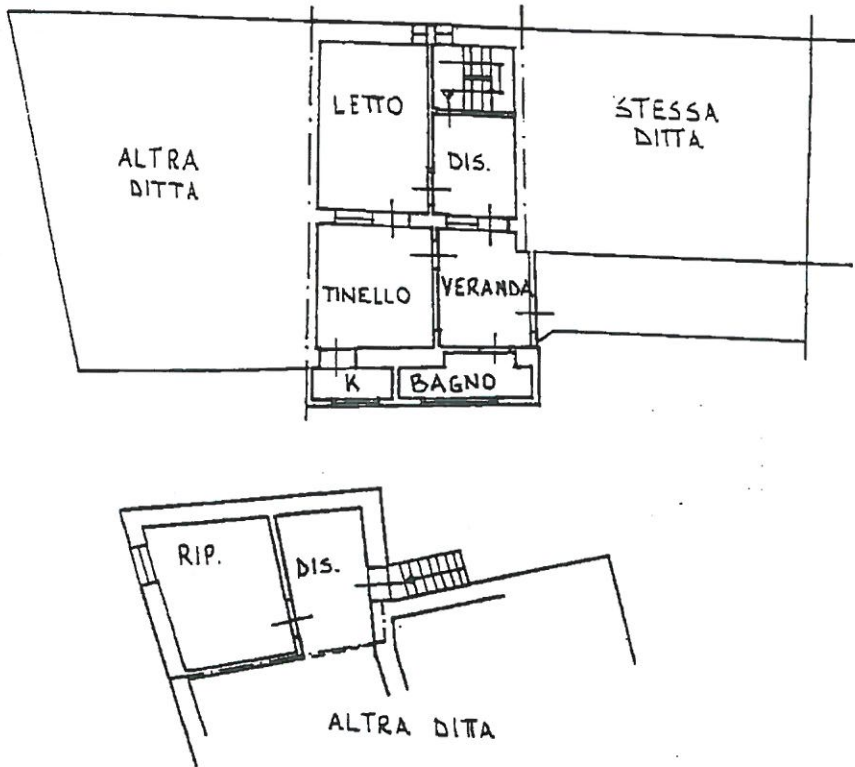 LETTO
STESSA
DITTA
ALTRA
DITTA
DIS.
TINELLO
VERANDA
K
BAGNO
RIP.
DIS.
ALTRA DITTA